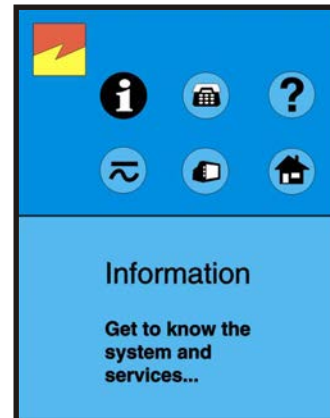 i
?
Information
Get to know the
system and
services...